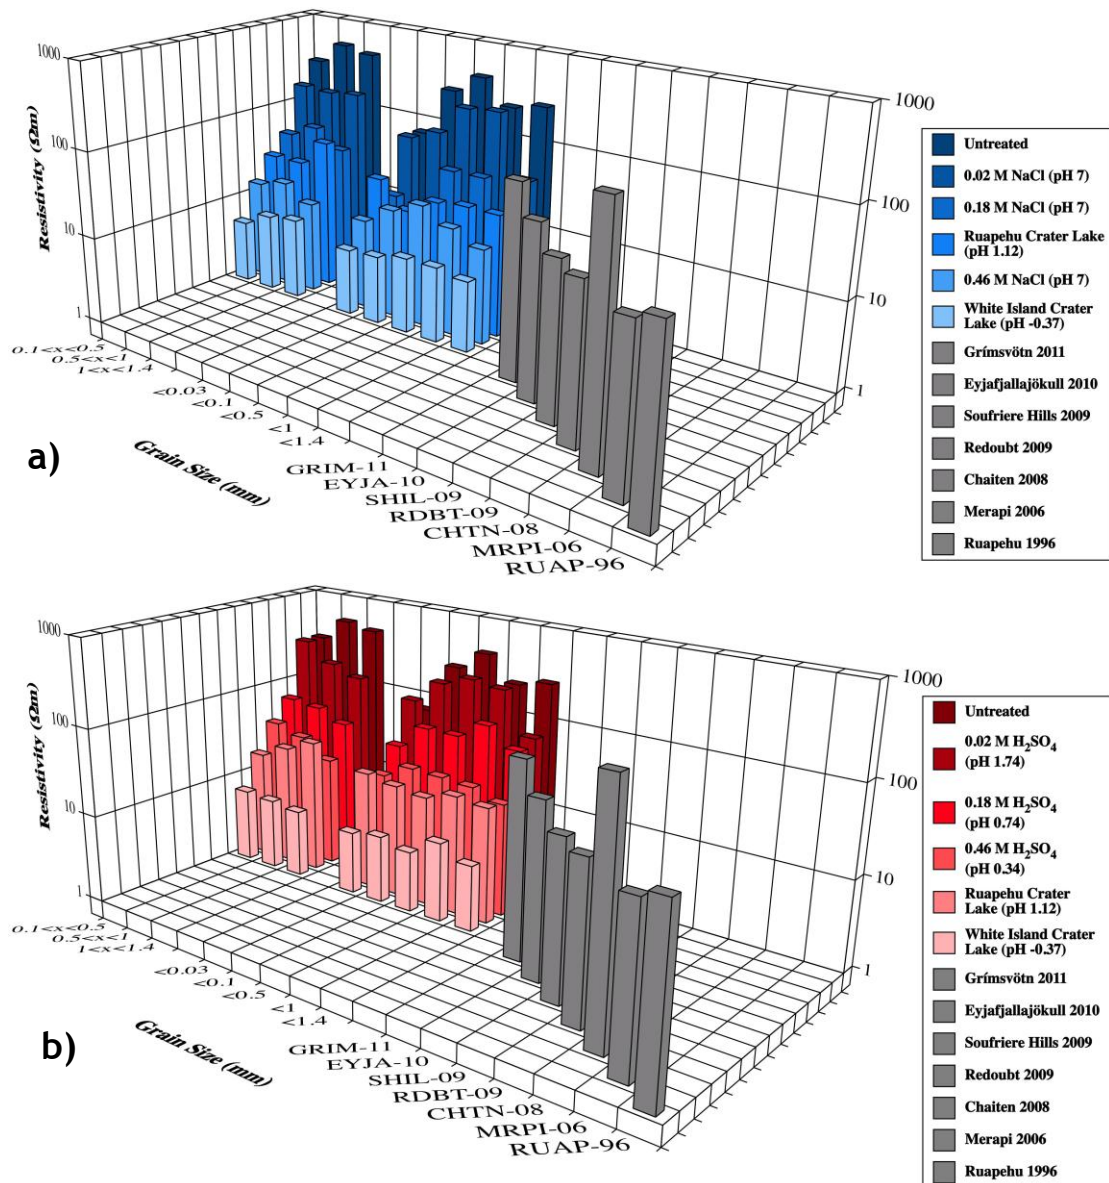 1000
100
10
1
Resistivity (Ωm)
1000
100
10
1
0.1<x<0.5
0.5<x<1
1<x<1.4
<0.03
<0.1
<0.5
<1
<1.4
GRIM-11
EYJA-10
SHIL-09
RDBT-09
CHTN-08
MRPI-06
RUAP-96
Grain Size (mm)
a)
Untreated
0.02 M NaCl (pH 7)
0.18 M NaCl (pH 7)
Ruapehu Crater Lake
(pH 1.12)
0.46 M NaCl (pH 7)
White Island Crater
Lake (pH -0.37)
Grímsvötn 2011
Eyjafjallajökull 2010
Soufriere Hills 2009
Redoubt 2009
Chaiten 2008
Merapi 2006
Ruapehu 1996
1000
100
10
1
Resistivity (Ωm)
1000
100
10
1
0.1<x<0.5
0.5<x<1
1<x<1.4
<0.03
<0.1
<0.5
<1
<1.4
GRIM-11
EYJA-10
SHIL-09
RDBT-09
CHTN-08
MRPI-06
RUAP-96
Grain Size (mm)
b)
Untreated
0.02 M H₂SO₄
(pH 1.74)
0.18 M H₂SO₄
(pH 0.74)
0.46 M H₂SO₄
(pH 0.34)
Ruapehu Crater
Lake (pH 1.12)
White Island Crater
Lake (pH -0.37)
Grímsvötn 2011
Eyjafjallajökull 2010
Soufriere Hills 2009
Redoubt 2009
Chaiten 2008
Merapi 2006
Ruapehu 1996